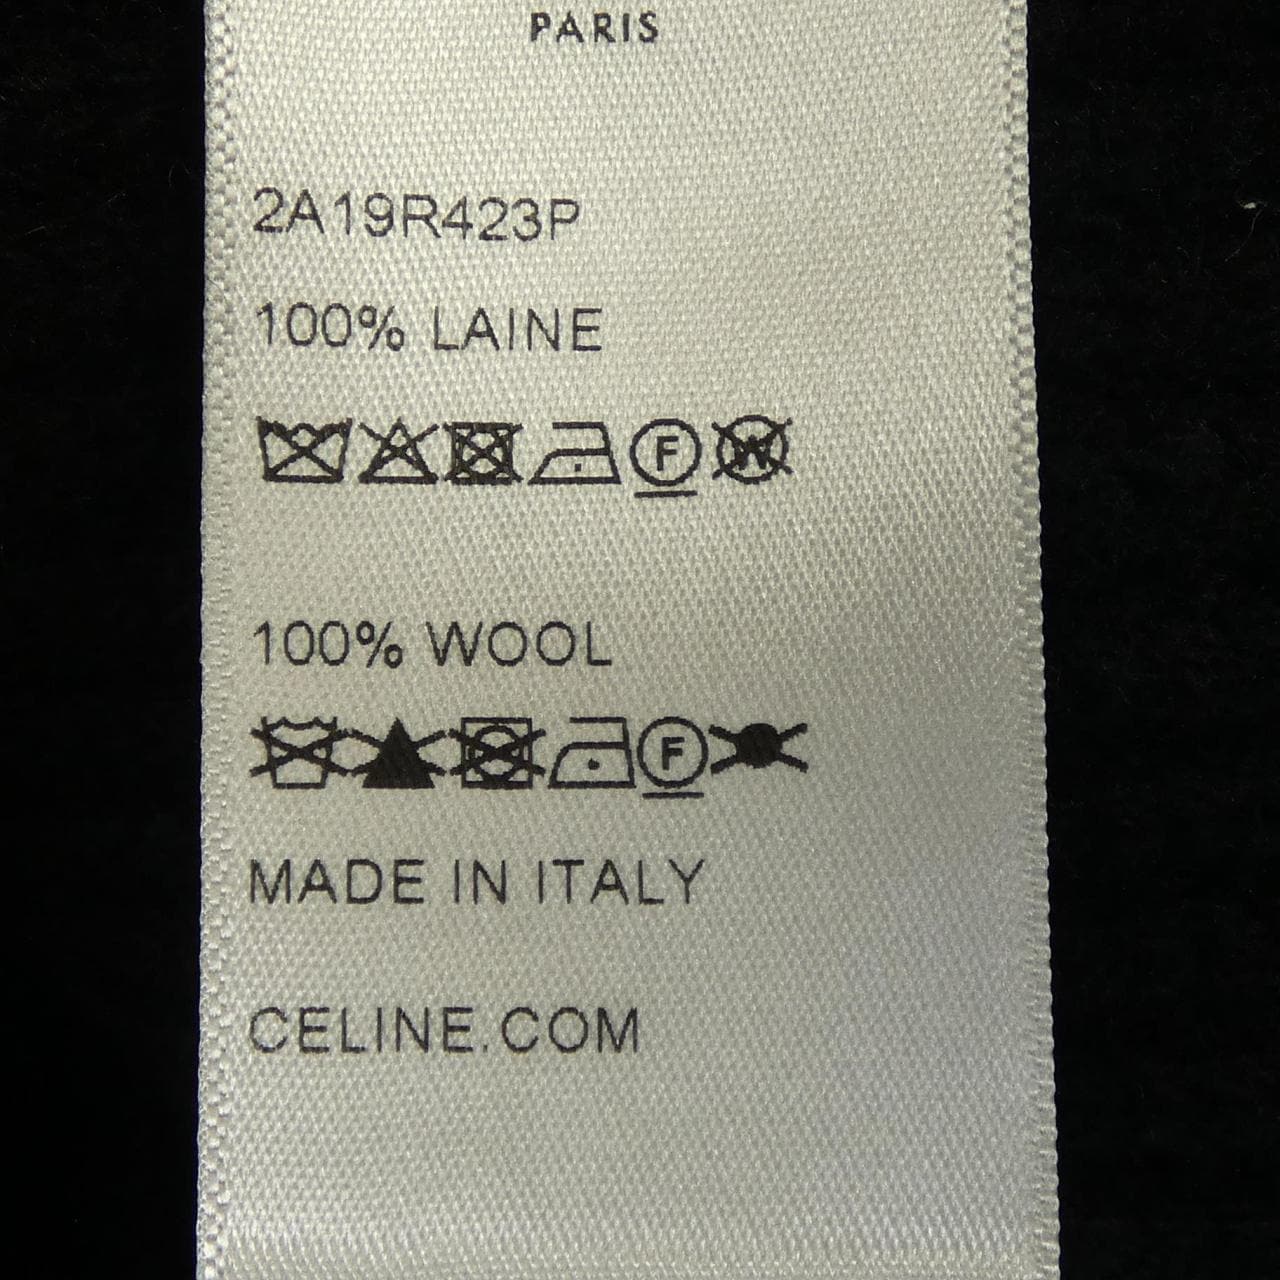 PARIS
2A19R423P
100% LAINE
F W
100% WOOL
F
MADE IN ITALY
CELINE.COM